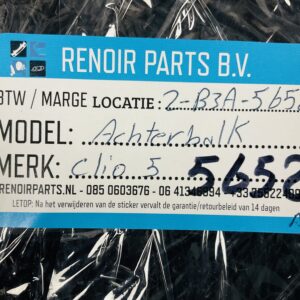 RENOIR PARTS B.V.
BTW / MARGE LOCATIE: 2-B3A-565
MODEL: Achterbalk
MERK: Clio 5 5652
RENOIRPARTS.NL - 085 0603676 - 06 41346894
LETOP: Na het verwijderen van de sticker vervalt de garantie/retourbeleid van 14 dagen